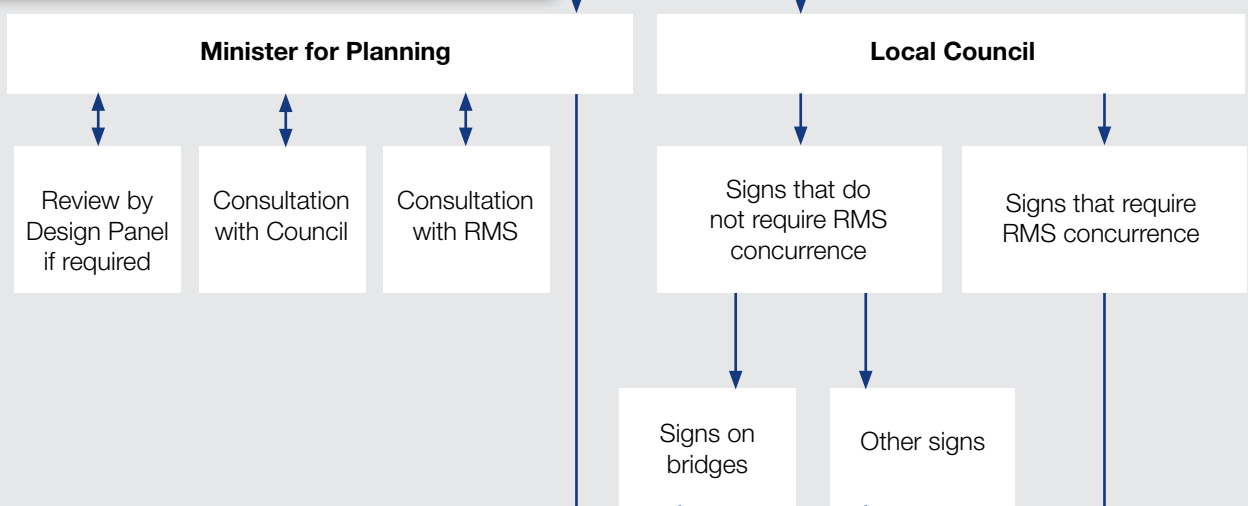 Minister for Planning
Local Council
Review by
Design Panel
if required
Consultation
with Council
Consultation
with RMS
Signs that do
not require RMS
concurrence
Signs that require
RMS concurrence
Signs on
bridges
Other signs